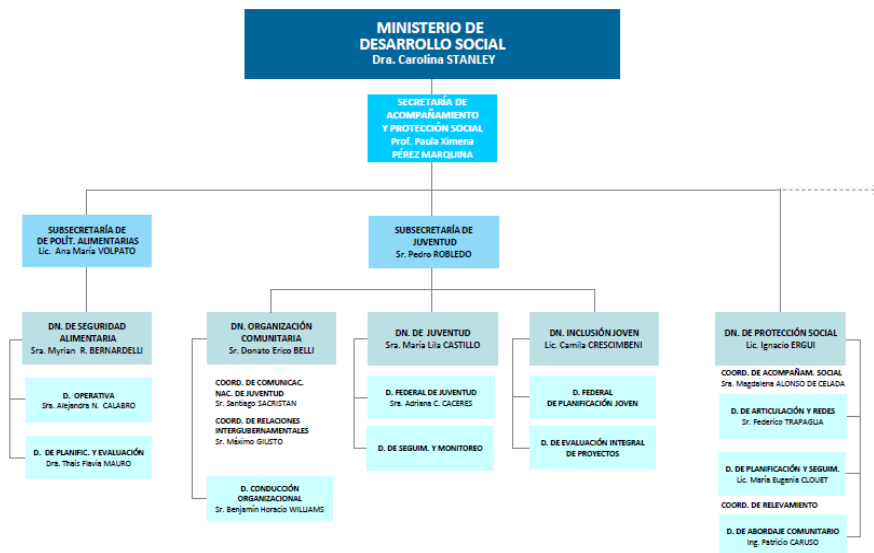 MINISTERIO DE
DESARROLLO SOCIAL
Dra. Carolina STANLEY
SECRETARÍA DE
ACOMPAÑAMIENTO
Y PROTECCIÓN SOCIAL
Prof. Paula Ximena
PÉREZ MARQUINA
SUBSECRETARÍA DE
DE POLÍT. ALIMENTARIAS
Lic. Ana María VOLPATO
SUBSECRETARÍA DE
JUVENTUD
Sr. Pedro ROBLEDO
DN. DE SEGURIDAD
ALIMENTARIA
Sra. Myrian R. BERNARDELLI
D. OPERATIVA
Sra. Alejandra N. CALABRO
D. DE PLANIFIC. Y EVALUACIÓN
Dra. Thais Flavia MAURO
DN. ORGANIZACIÓN
COMUNITARIA
Sr. Donato Erico BELLI
COORD. DE COMUNICAC.
NAC. DE JUVENTUD
Sr. Santiago SACRISTAN
COORD. DE RELACIONES
INTERGUBERNAMENTALES
Sr. Máximo GIUSTO
D. CONDUCCIÓN
ORGANIZACIONAL
Sr. Benjamín Horacio WILLIAMS
DN. DE JUVENTUD
Sra. María Lila CASTILLO
D. FEDERAL DE JUVENTUD
Sra. Adriana C. CACERES
D. DE SEGUIM. Y MONITOREO
DN. INCLUSIÓN JOVEN
Lic. Camila CRESCIMBENI
D. FEDERAL
DE PLANIFICACIÓN JOVEN
D. DE EVALUACIÓN INTEGRAL
DE PROYECTOS
DN. DE PROTECCIÓN SOCIAL
Lic. Ignacio ERGUI
COORD. DE ACOMPAÑAM. SOCIAL
Sra. Magdalena ALONSO DE CELADA
D. DE ARTICULACIÓN Y REDES
Sr. Federico TRAPAGLIA
D. DE PLANIFICACIÓN Y SEGUIM.
Lic. María Eugenia CLOUET
COORD. DE RELEVAMIENTO
D. DE ABORDAJE COMUNITARIO
Ing. Patricio CARUSO